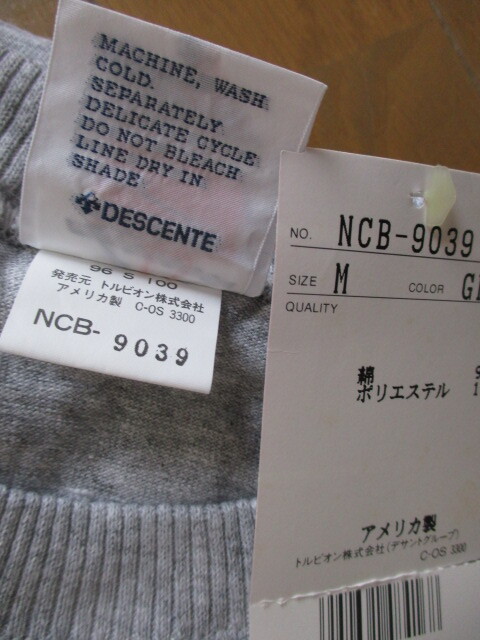 MACHINE, WASH
COLD.
SEPARATELY
DELICATE CYCLE
DO NOT BLEACH
LINE DRY IN
SHADE
DESCENTE
96 S 100
発売元 トルビオン株式会社
アメリカ製 C-OS 3300
NCB- 9039
NO. NCB-9039
SIZE M COLOR
QUALITY
綿
ポリエステル
アメリカ製
トルビオン株式会社(デサントグループ)
C-OS 3300